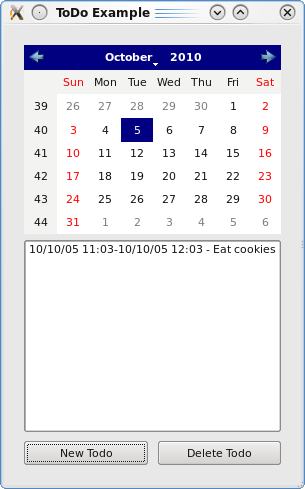 ToDo Example
October 2010
Sun Mon Tue Wed Thu Fri Sat
39 26 27 28 29 30 1 2
40 3 4 5 6 7 8 9
41 10 11 12 13 14 15 16
42 17 18 19 20 21 22 23
43 24 25 26 27 28 29 30
44 31 1 2 3 4 5 6
10/10/05 11:03-10/10/05 12:03 - Eat cookies
New Todo Delete Todo